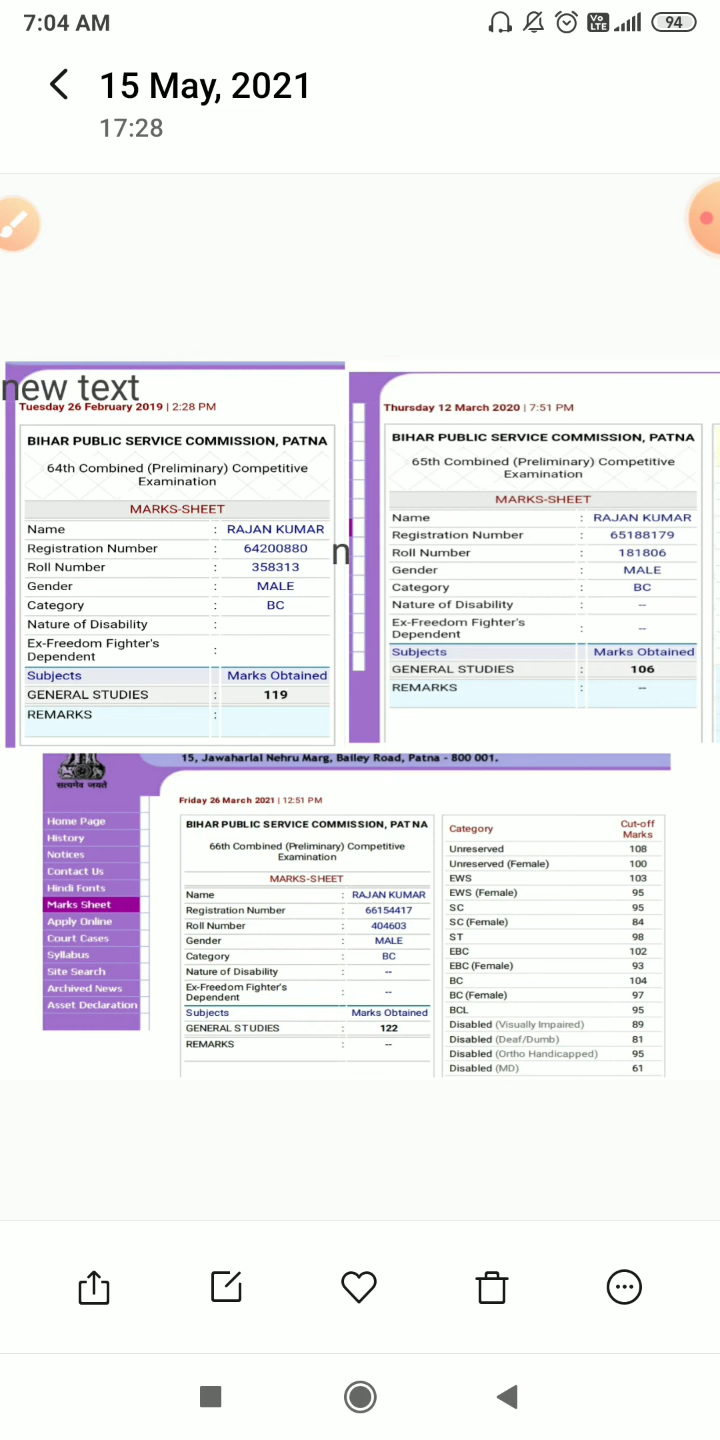 7:04 AM
Vo LTE
94
15 May, 2021
17:28
new text
Tuesday 26 February 2019 | 2:28 PM
BIHAR PUBLIC SERVICE COMMISSION, PATNA
64th Combined (Preliminary) Competitive
Examination
MARKS-SHEET
Name : RAJAN KUMAR
Registration Number : 64200880
Roll Number : 358313
Gender : MALE
Category : BC
Nature of Disability :
Ex-Freedom Fighter's
Dependent :
Subjects Marks Obtained
GENERAL STUDIES : 119
REMARKS :
n
Thursday 12 March 2020 | 7:51 PM
BIHAR PUBLIC SERVICE COMMISSION, PATNA
65th Combined (Preliminary) Competitive
Examination
MARKS-SHEET
Name : RAJAN KUMAR
Registration Number : 65188179
Roll Number : 181806
Gender : MALE
Category : BC
Nature of Disability : --
Ex-Freedom Fighter's
Dependent : --
Subjects Marks Obtained
GENERAL STUDIES : 106
REMARKS : --
सत्यमेव जयते
15, Jawaharlal Nehru Marg, Bailey Road, Patna - 800 001.
Home Page
History
Notices
Contact Us
Hindi Fonts
Marks Sheet
Apply Online
Court Cases
Syllabus
Site Search
Archived News
Asset Declaration
Friday 26 March 2021 | 12:51 PM
BIHAR PUBLIC SERVICE COMMISSION, PATNA
66th Combined (Preliminary) Competitive
Examination
MARKS-SHEET
Name : RAJAN KUMAR
Registration Number : 66154417
Roll Number : 404603
Gender : MALE
Category : BC
Nature of Disability : --
Ex-Freedom Fighter's
Dependent : --
Subjects Marks Obtained
GENERAL STUDIES : 122
REMARKS : --
Category Cut-off
Marks
Unreserved 108
Unreserved (Female) 100
EWS 103
EWS (Female) 95
SC 95
SC (Female) 84
ST 98
EBC 102
EBC (Female) 93
BC 104
BC (Female) 97
BCL 95
Disabled (Visually Impaired) 89
Disabled (Deaf/Dumb) 81
Disabled (Ortho Handicapped) 95
Disabled (MD) 61